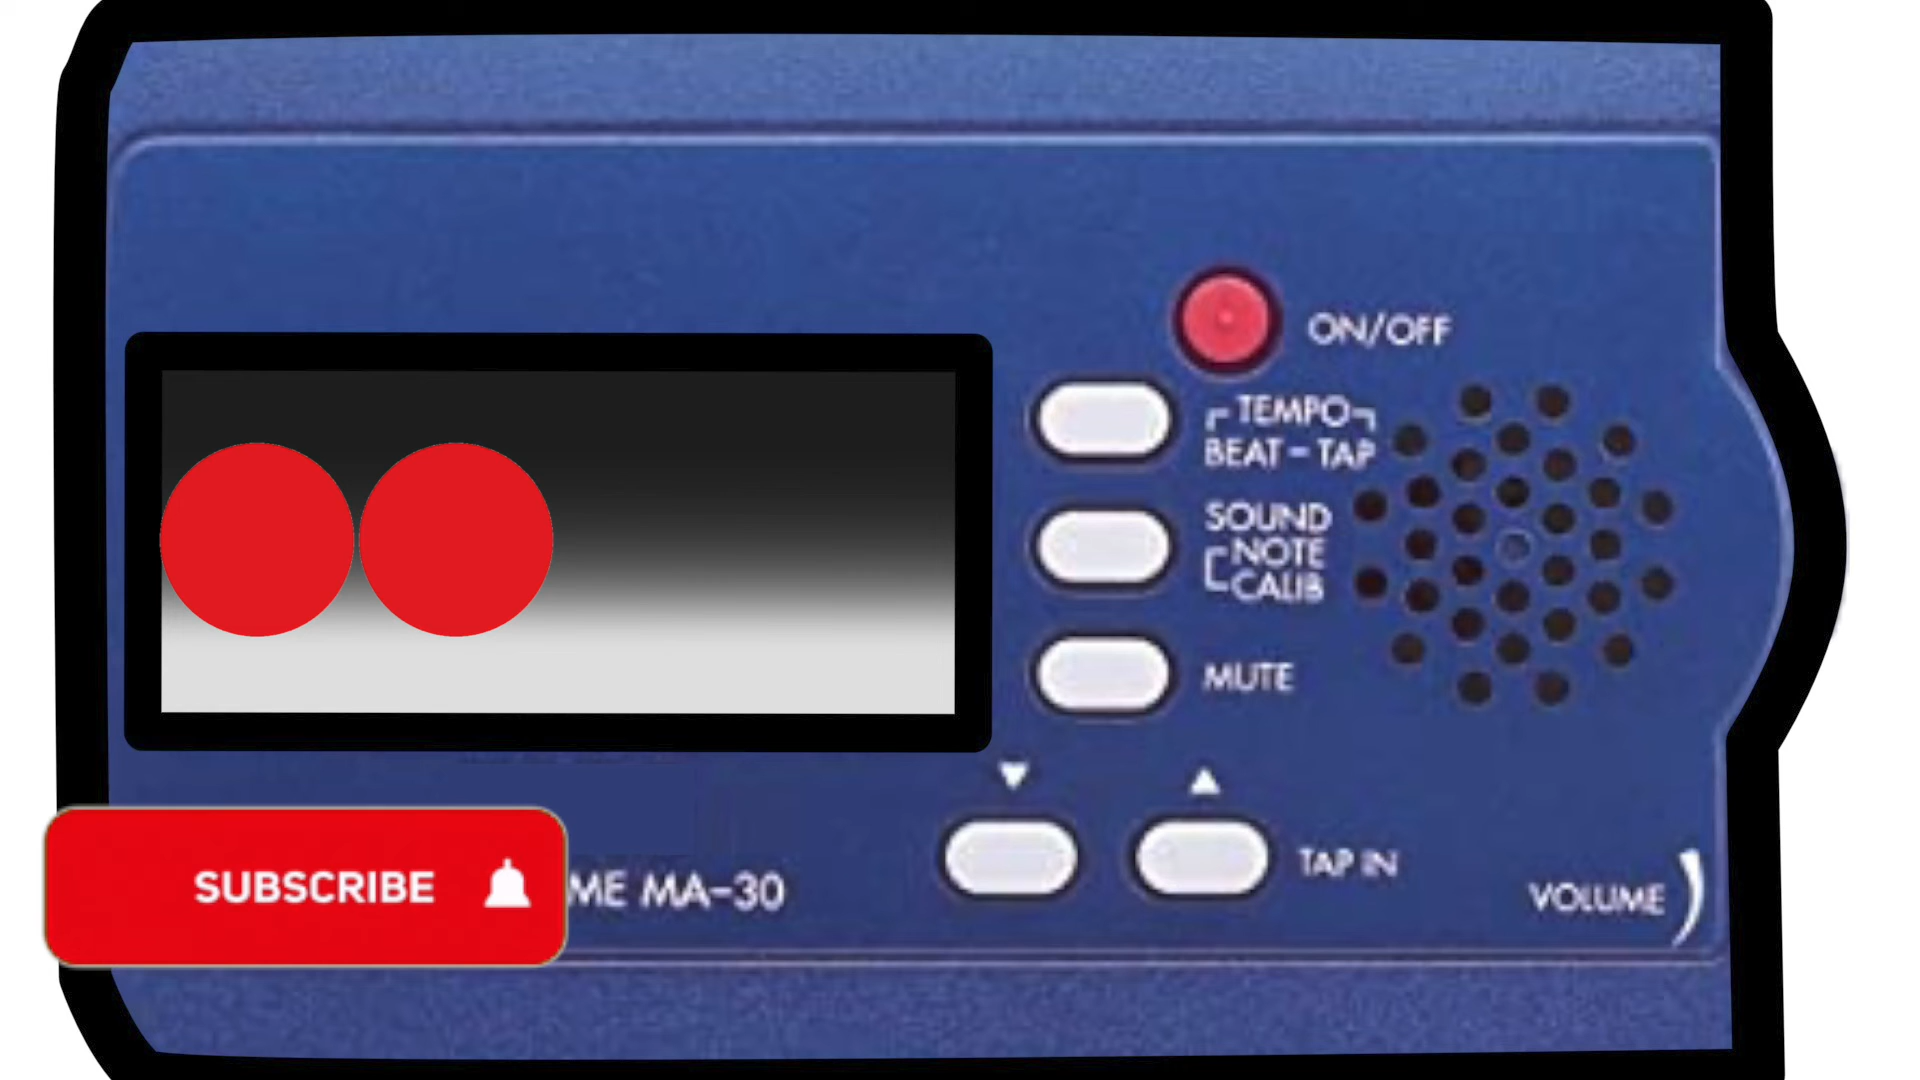 ON/OFF
TEMPO
BEAT - TAP
SOUND
NOTE
CALIB
MUTE
TAP IN
SUBSCRIBE
ME MA-30
VOLUME